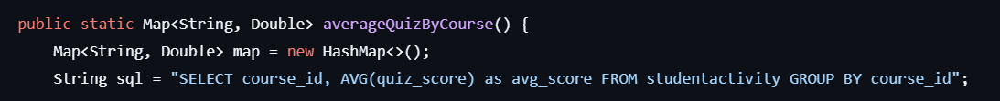 public static Map<String, Double> averageQuizByCourse() {
    Map<String, Double> map = new HashMap<>();
    String sql = "SELECT course_id, AVG(quiz_score) as avg_score FROM studentactivity GROUP BY course_id";